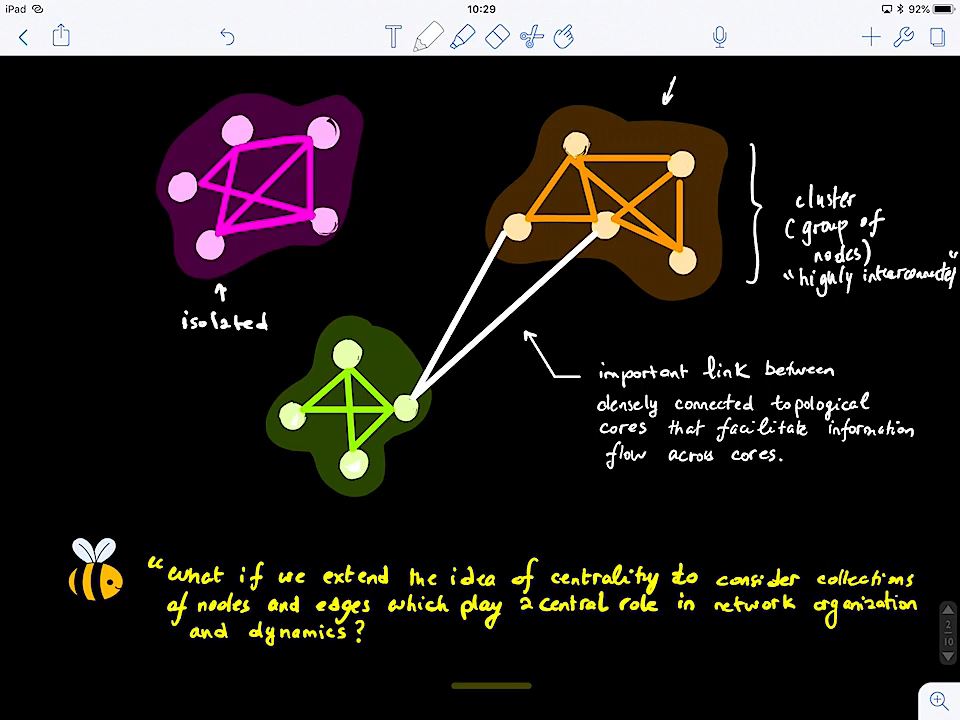 iPad
10:29
92%
T
isolated
cluster
( group of
nodes)
"highly interconnected"
important link between
densely connected topological
cores that facilitate information
flow across cores.
"What if we extend the idea of centrality to consider collections
of nodes and edges which play a central role in network organization
and dynamics?
2
10